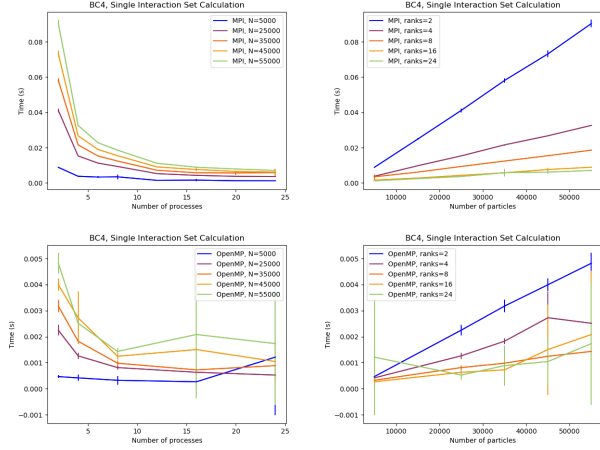 BC4, Single Interaction Set Calculation
MPI, N=5000
MPI, N=25000
MPI, N=35000
MPI, N=45000
MPI, N=55000
Time (s)
0.08
0.06
0.04
0.02
0.00
5
10
15
20
25
Number of processes
BC4, Single Interaction Set Calculation
MPI, ranks=2
MPI, ranks=4
MPI, ranks=8
MPI, ranks=16
MPI, ranks=24
Time (s)
0.08
0.06
0.04
0.02
0.00
10000
20000
30000
40000
50000
Number of particles
BC4, Single Interaction Set Calculation
OpenMP, N=5000
OpenMP, N=25000
OpenMP, N=35000
OpenMP, N=45000
OpenMP, N=55000
Time (s)
0.005
0.004
0.003
0.002
0.001
0.000
−0.001
5
10
15
20
25
Number of processes
BC4, Single Interaction Set Calculation
OpenMP, ranks=2
OpenMP, ranks=4
OpenMP, ranks=8
OpenMP, ranks=16
OpenMP, ranks=24
Time (s)
0.005
0.004
0.003
0.002
0.001
0.000
−0.001
10000
20000
30000
40000
50000
Number of particles